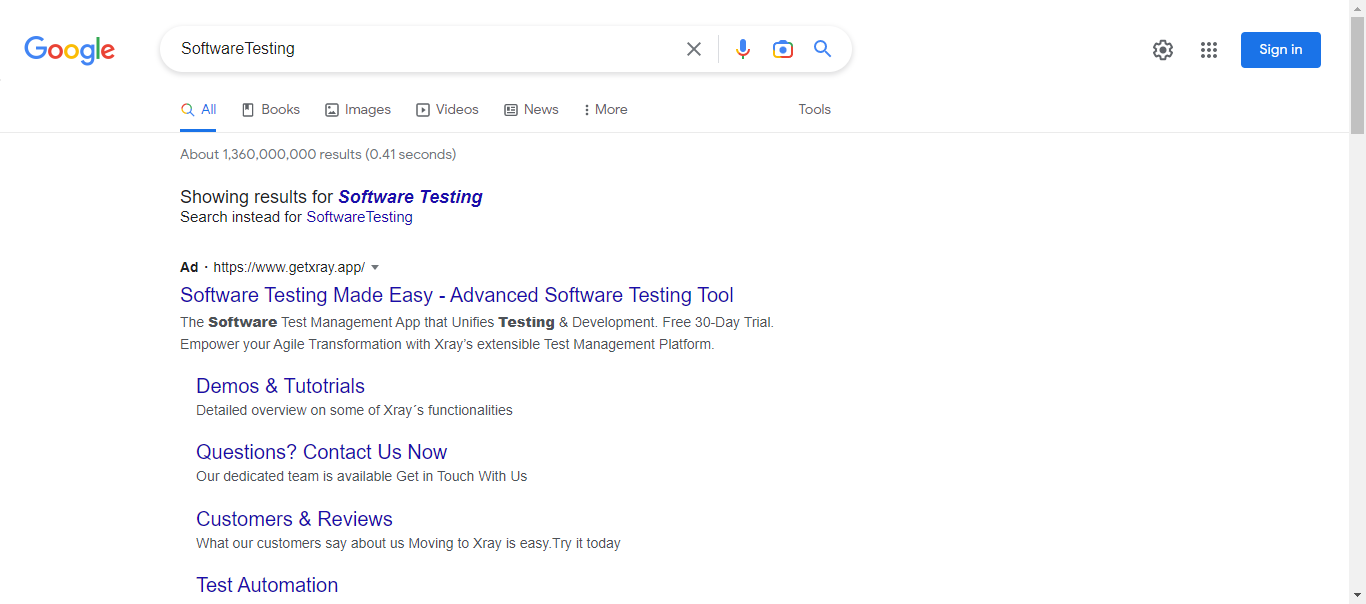 Google
SoftwareTesting
Sign in
All Books Images Videos News More Tools
About 1,360,000,000 results (0.41 seconds)
Showing results for Software Testing
Search instead for SoftwareTesting
Ad · https://www.getxray.app/
Software Testing Made Easy - Advanced Software Testing Tool
The Software Test Management App that Unifies Testing & Development. Free 30-Day Trial.
Empower your Agile Transformation with Xray’s extensible Test Management Platform.
Demos & Tutotrials
Detailed overview on some of Xray´s functionalities
Questions? Contact Us Now
Our dedicated team is available Get in Touch With Us
Customers & Reviews
What our customers say about us Moving to Xray is easy.Try it today
Test Automation